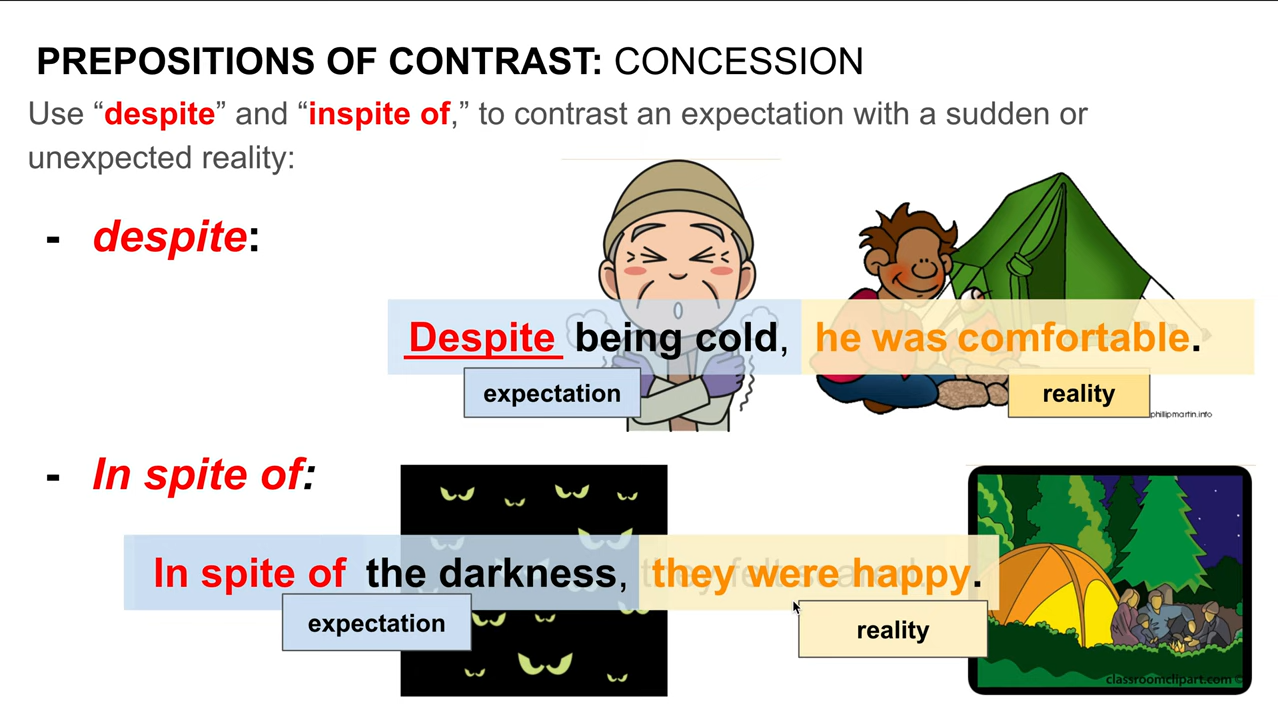 PREPOSITIONS OF CONTRAST: CONCESSION
Use “despite” and “inspite of,” to contrast an expectation with a sudden or
unexpected reality:
- despite:
Despite being cold, he was comfortable.
expectation
reality
phillipmartin.info
- In spite of:
In spite of the darkness, they were happy.
expectation
reality
classroomclipart.com ©